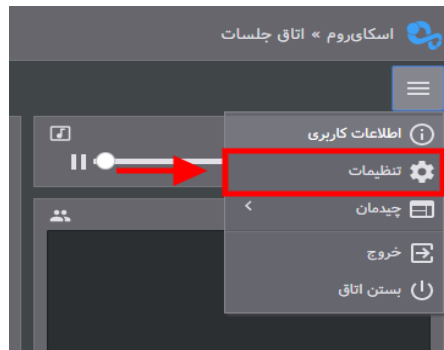 اسکای‌روم » اتاق جلسات
اطلاعات کاربری
تنظیمات
چیدمان
خروج
بستن اتاق